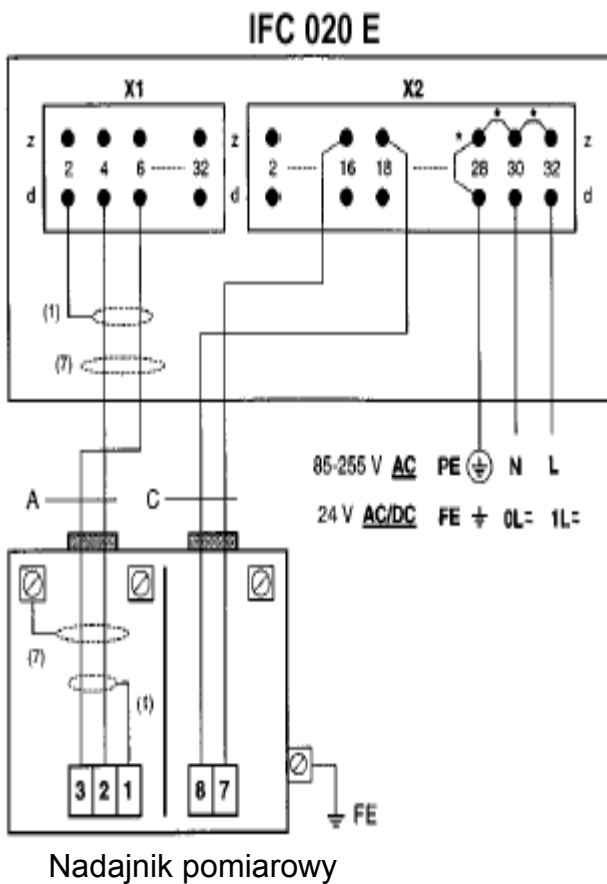 IFC 020 E
X1 X2
z z * * * z
2 4 6 32 2 16 18 28 30 32
d d d
(1)
(7)
85-255 V AC PE N L
24 V AC/DC FE 0L= 1L=
A C
(7)
(1)
3 2 1 8 7
FE
Nadajnik pomiarowy